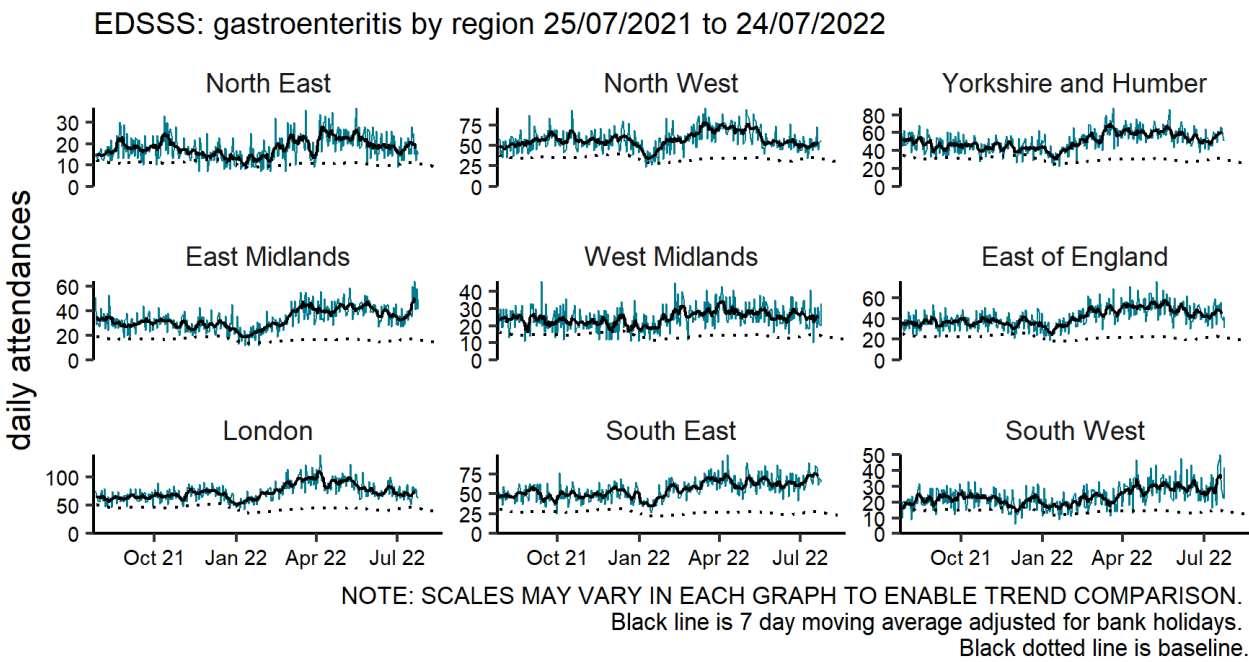 EDSSS: gastroenteritis by region 25/07/2021 to 24/07/2022
daily attendances
North East
30
20
10
0
North West
75
50
25
0
Yorkshire and Humber
80
60
40
20
0
East Midlands
60
40
20
0
West Midlands
40
30
20
10
0
East of England
60
40
20
0
London
100
50
0
Oct 21 Jan 22 Apr 22 Jul 22
South East
75
50
25
0
Oct 21 Jan 22 Apr 22 Jul 22
South West
50
40
30
20
10
0
Oct 21 Jan 22 Apr 22 Jul 22
NOTE: SCALES MAY VARY IN EACH GRAPH TO ENABLE TREND COMPARISON.
Black line is 7 day moving average adjusted for bank holidays.
Black dotted line is baseline.